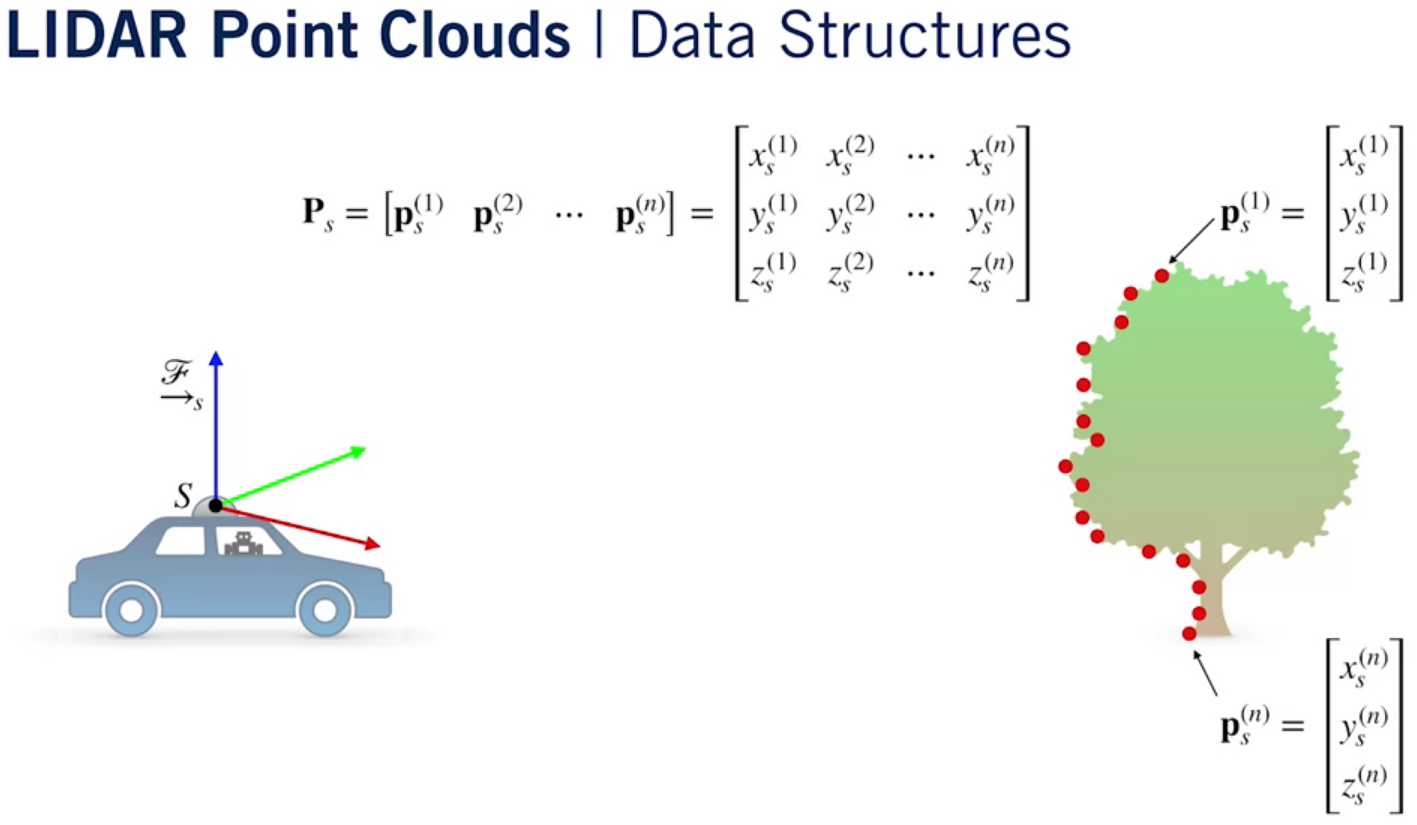 LIDAR Point Clouds | Data Structures
$\mathbf{P}_s = \begin{bmatrix} \mathbf{p}_s^{(1)} & \mathbf{p}_s^{(2)} & \cdots & \mathbf{p}_s^{(n)} \end{bmatrix} = \begin{bmatrix} x_s^{(1)} & x_s^{(2)} & \cdots & x_s^{(n)} \\ y_s^{(1)} & y_s^{(2)} & \cdots & y_s^{(n)} \\ z_s^{(1)} & z_s^{(2)} & \cdots & z_s^{(n)} \end{bmatrix}$
$\mathbf{p}_s^{(1)} = \begin{bmatrix} x_s^{(1)} \\ y_s^{(1)} \\ z_s^{(1)} \end{bmatrix}$
$\underrightarrow{\mathcal{F}}_s$
S
$\mathbf{p}_s^{(n)} = \begin{bmatrix} x_s^{(n)} \\ y_s^{(n)} \\ z_s^{(n)} \end{bmatrix}$